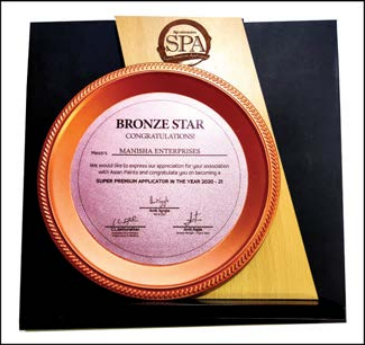 SPA
BRONZE STAR
CONGRATULATIONS!
Messrs MANISHA ENTERPRISES
We would like to express our appreciation for your association
with Asian Paints and congratulate you on becoming a
SUPER PREMIUM APPLICATOR IN THE YEAR 2020 - 21